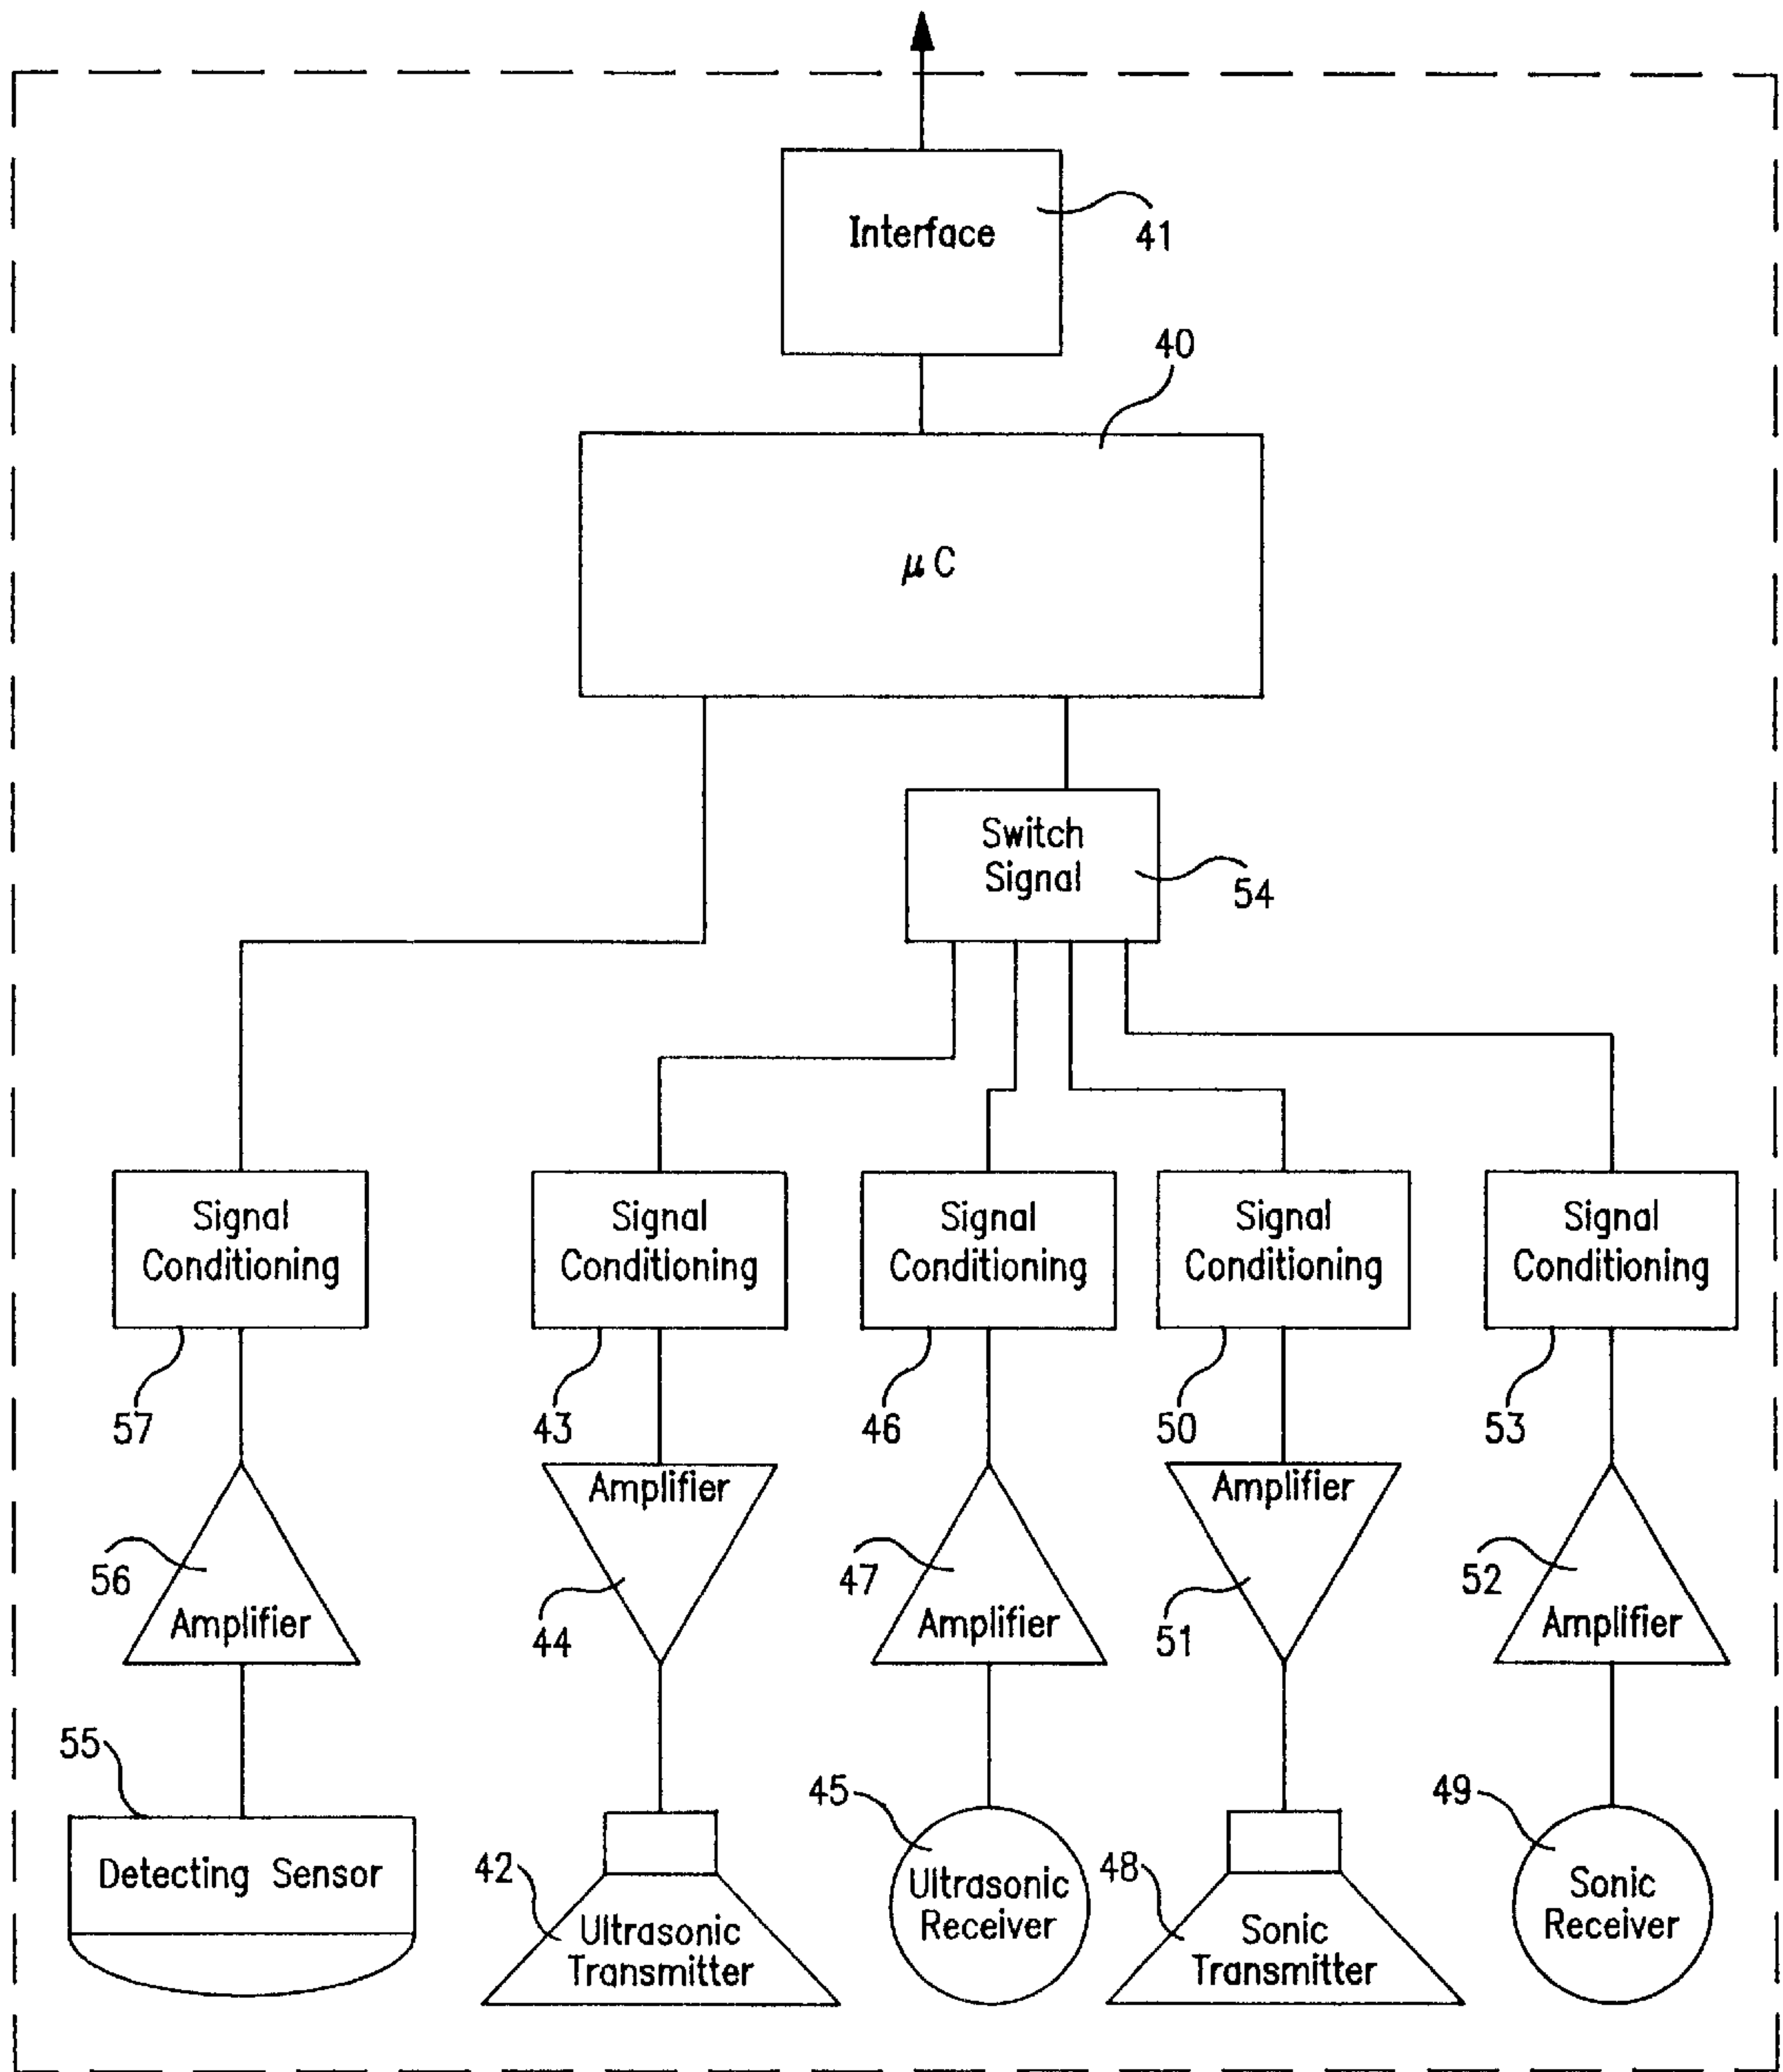 Interface
41
40
μC
Switch
Signal
54
Signal
Conditioning
Signal
Conditioning
Signal
Conditioning
Signal
Conditioning
Signal
Conditioning
57
43
46
50
53
Amplifier
Amplifier
56
47
52
44
51
Amplifier
Amplifier
Amplifier
55
45
49
42
48
Detecting Sensor
Ultrasonic
Transmitter
Ultrasonic
Receiver
Sonic
Transmitter
Sonic
Receiver